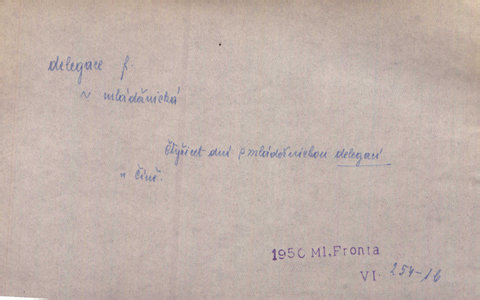 delegace f.
v mládežnická
Čtyřicet dní s mládežnickou delegací
v Číně.
1950 Ml.Fronta
VI. 254-16